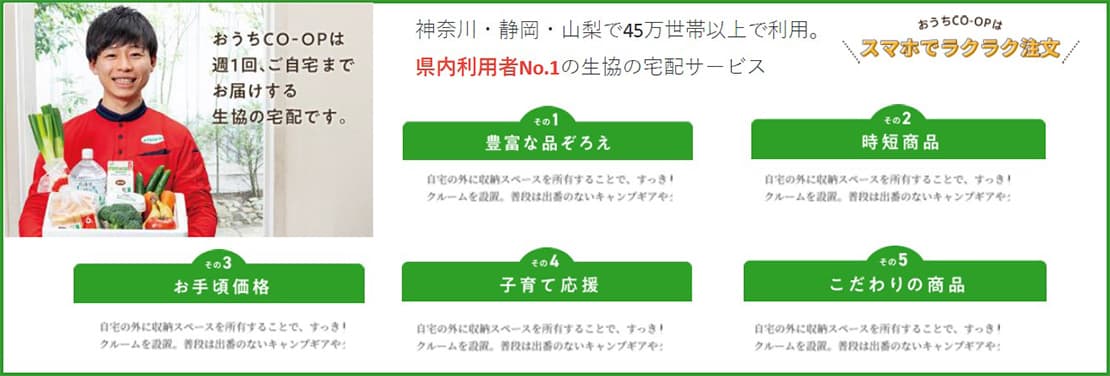 おうちCO-OPは
週1回、ご自宅まで
お届けする
生協の宅配です。
神奈川・静岡・山梨で45万世帯以上で利用。
県内利用者No.1の生協の宅配サービス
おうちCO-OPは
スマホでラクラク注文
その1
豊富な品ぞろえ
自宅の外に収納スペースを所有することで、すっき
クルームを設置。普段は出番のないキャンプギアや
その2
時短商品
自宅の外に収納スペースを所有することで、すっき
クルームを設置。普段は出番のないキャンプギアや
その3
お手頃価格
自宅の外に収納スペースを所有することで、すっき
クルームを設置。普段は出番のないキャンプギアや
その4
子育て応援
自宅の外に収納スペースを所有することで、すっき
クルームを設置。普段は出番のないキャンプギアや
その5
こだわりの商品
自宅の外に収納スペースを所有することで、すっき
クルームを設置。普段は出番のないキャンプギアや